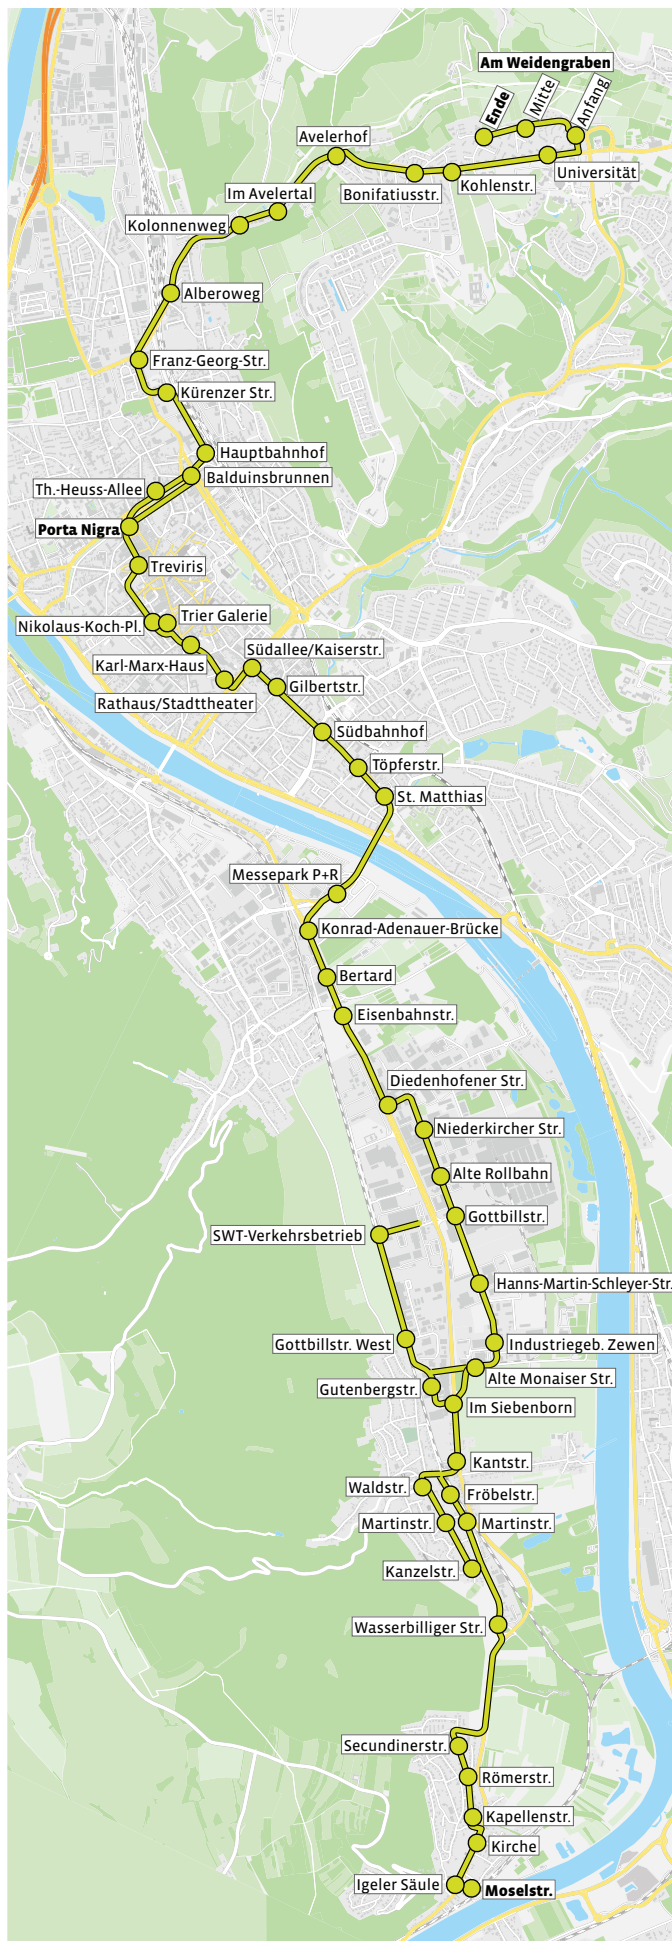 Am Weidengraben
Ende
Mitte
Anfang
Avelerhof
Universität
Kohlenstr.
Bonifatiusstr.
Im Avelertal
Kolonnenweg
Alberoweg
Franz-Georg-Str.
Kürenzer Str.
Hauptbahnhof
Balduinsbrunnen
Th.-Heuss-Allee
Porta Nigra
Treviris
Trier Galerie
Nikolaus-Koch-Pl.
Karl-Marx-Haus
Südallee/Kaiserstr.
Gilbertstr.
Rathaus/Stadttheater
Südbahnhof
Töpferstr.
St. Matthias
Messepark P+R
Konrad-Adenauer-Brücke
Bertard
Eisenbahnstr.
Diedenhofener Str.
Niederkircher Str.
Alte Rollbahn
Gottbillstr.
SWT-Verkehrsbetrieb
Hanns-Martin-Schleyer-Str.
Gottbillstr. West
Industriegeb. Zewen
Alte Monaiser Str.
Gutenbergstr.
Im Siebenborn
Kantstr.
Waldstr.
Fröbelstr.
Martinstr.
Martinstr.
Kanzelstr.
Wasserbilliger Str.
Secundinerstr.
Römerstr.
Kapellenstr.
Kirche
Igeler Säule
Moselstr.